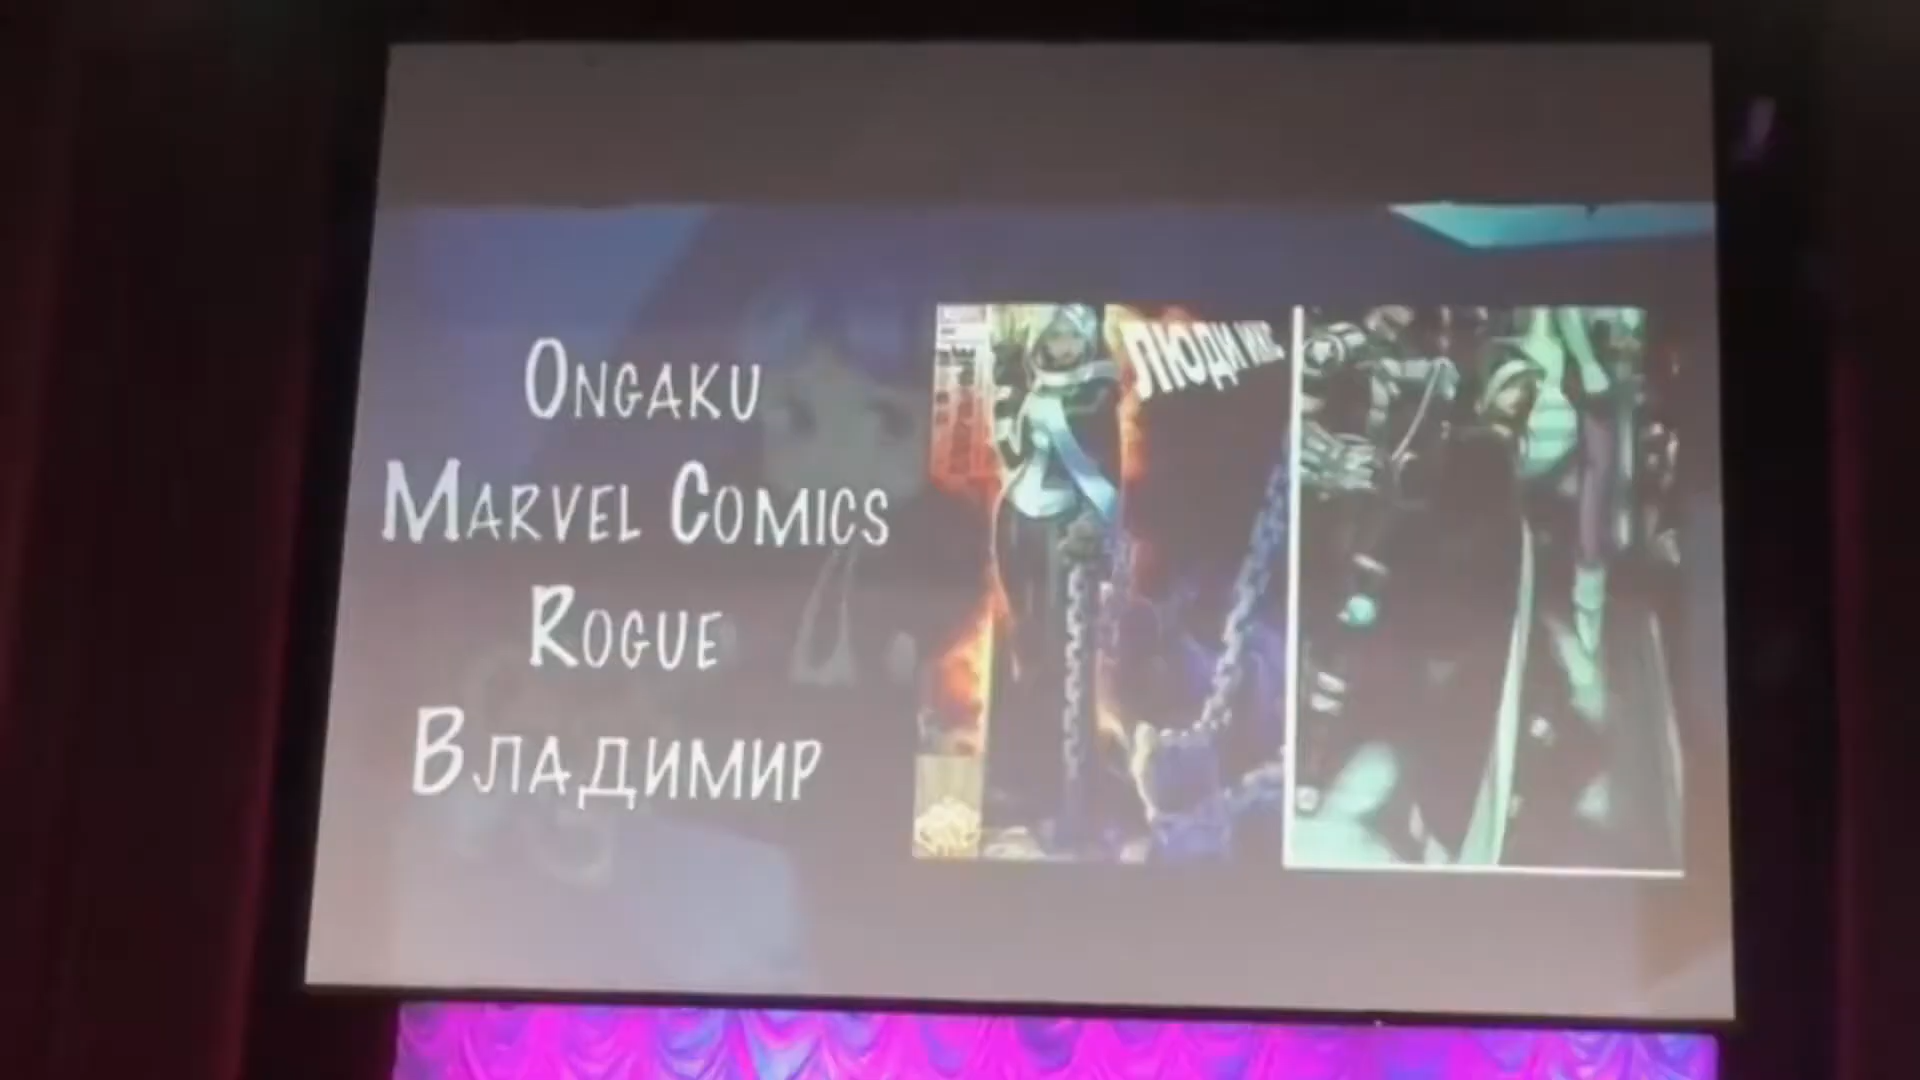 Ongaku
Marvel Comics
Rogue
Владимир
ЛЮДИ ИКС